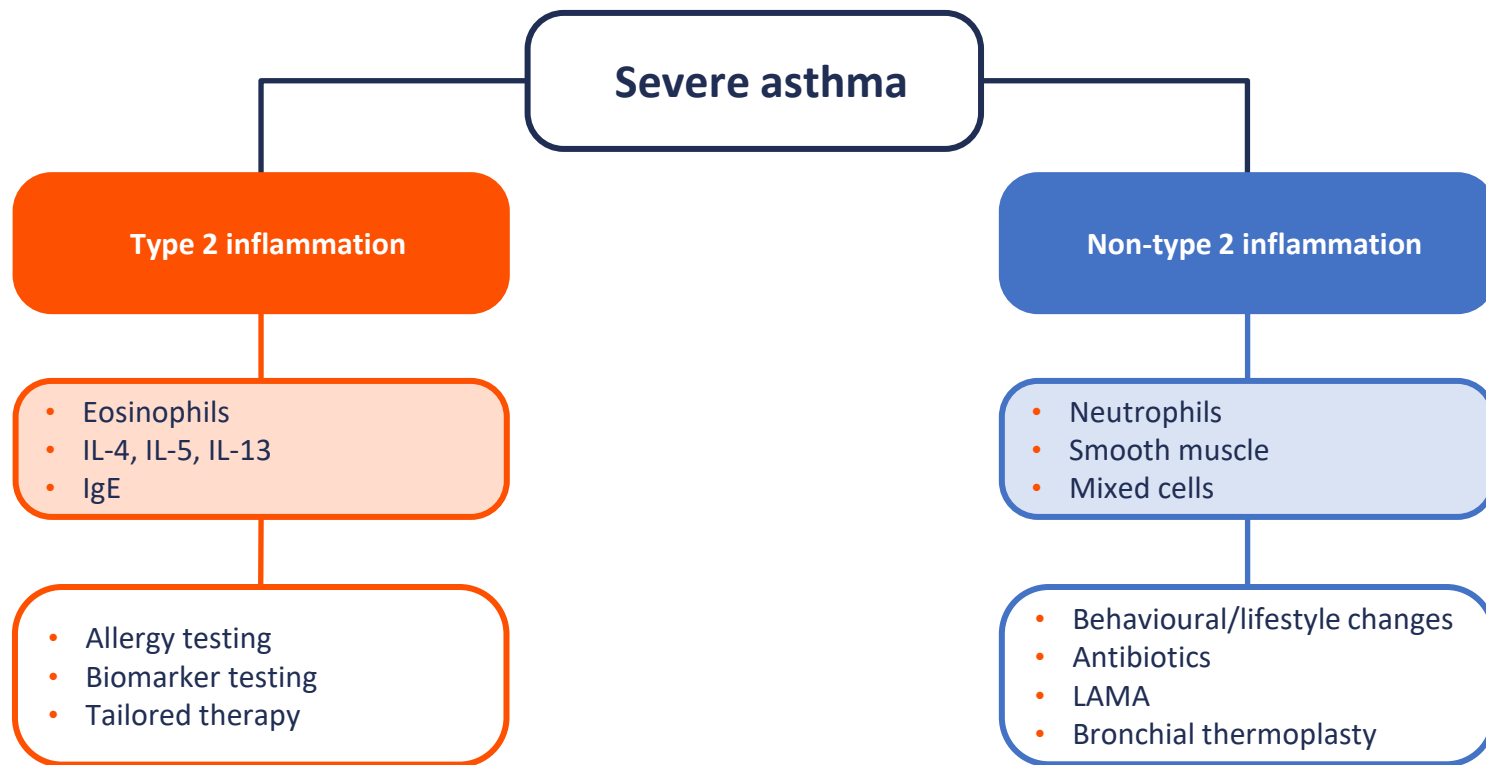 Severe asthma
Type 2 inflammation
Non-type 2 inflammation
• Eosinophils
• IL-4, IL-5, IL-13
• IgE
• Neutrophils
• Smooth muscle
• Mixed cells
• Allergy testing
• Biomarker testing
• Tailored therapy
• Behavioural/lifestyle changes
• Antibiotics
• LAMA
• Bronchial thermoplasty